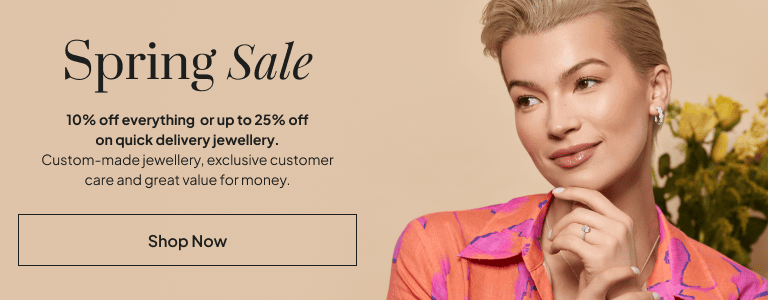 Spring Sale
10% off everything or up to 25% off
on quick delivery jewellery.
Custom-made jewellery, exclusive customer
care and great value for money.
Shop Now